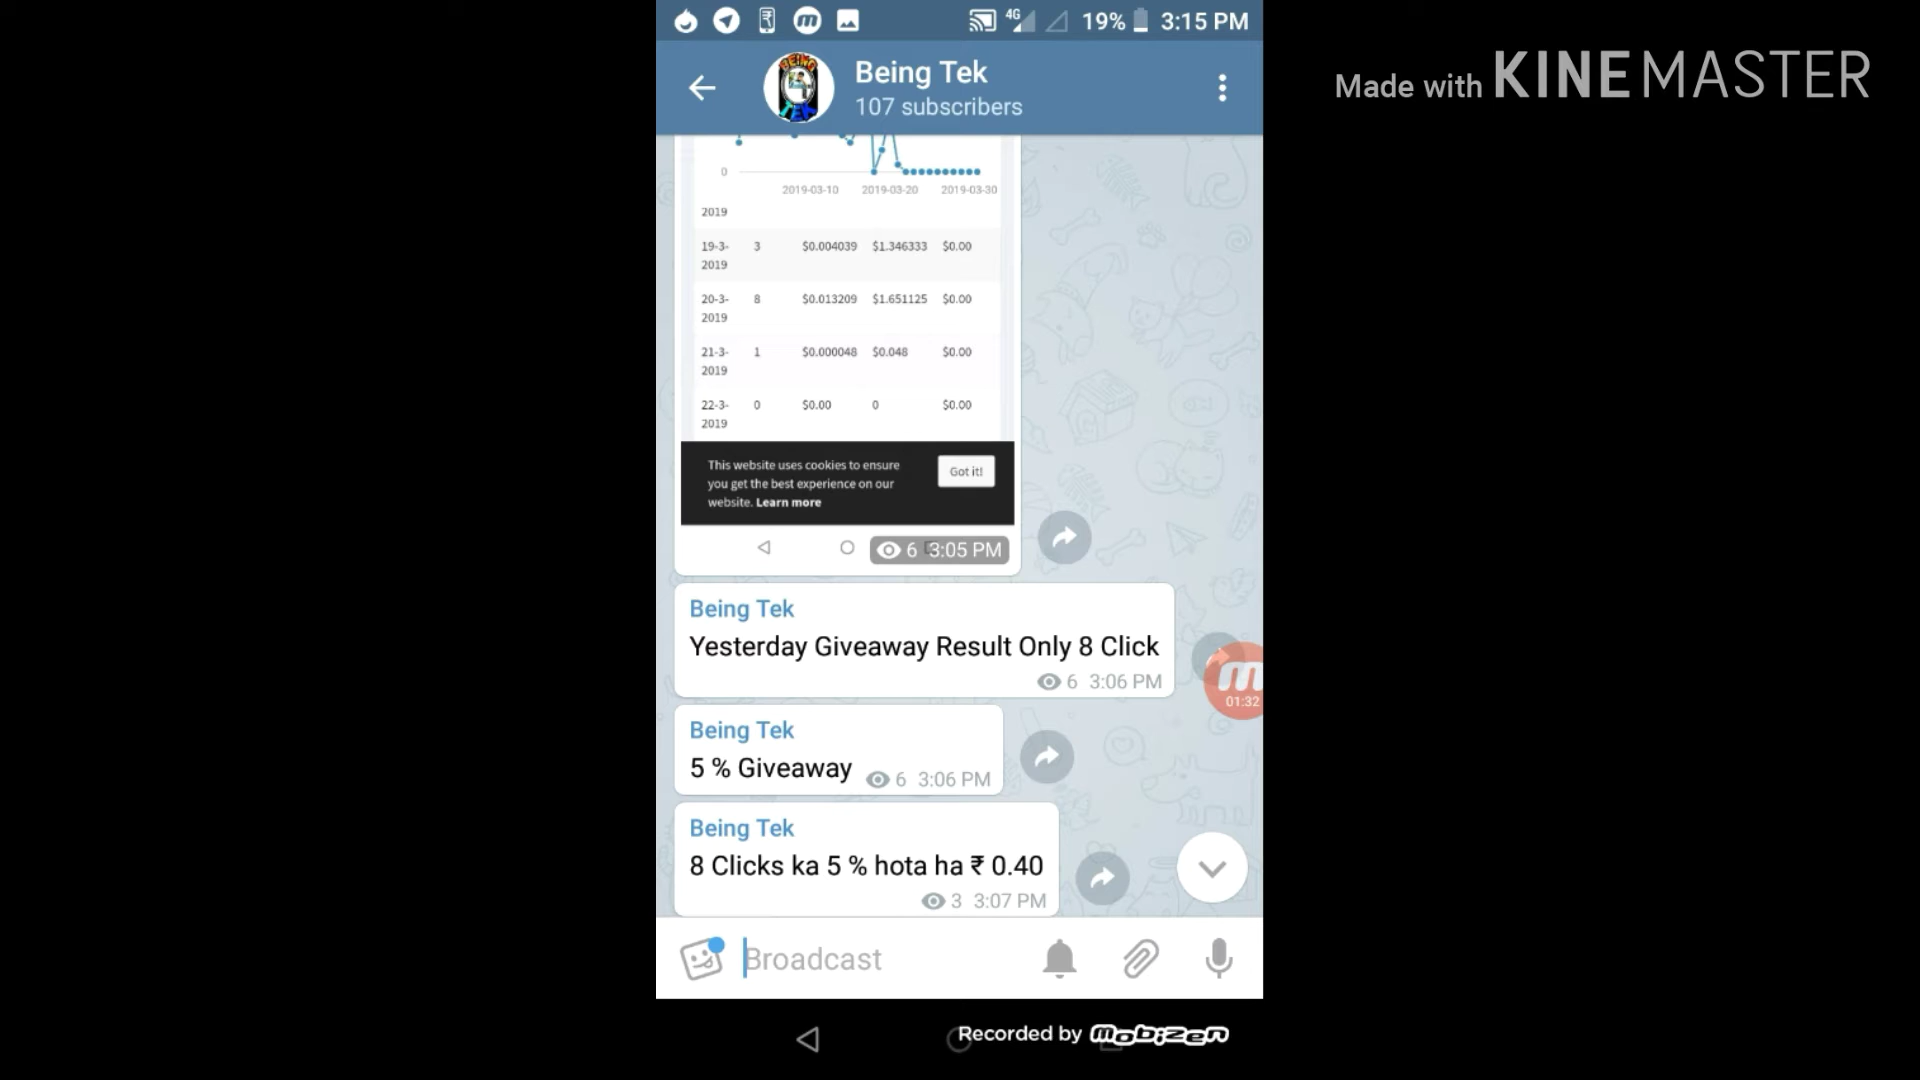 4G 19% 3:15 PM
Made with KINEMASTER
BEING
TEK
Being Tek
107 subscribers
0
2019-03-10 2019-03-20 2019-03-30
2019
19-3-2019 3 $0.004039 $1.346333 $0.00
20-3-2019 8 $0.013209 $1.651125 $0.00
21-3-2019 1 $0.000048 $0.048 $0.00
22-3-2019 0 $0.00 0 $0.00
This website uses cookies to ensure
you get the best experience on our
website. Learn more
Got it!
6 3:05 PM
Being Tek
Yesterday Giveaway Result Only 8 Click
6 3:06 PM
01:32
Being Tek
5 % Giveaway 6 3:06 PM
Being Tek
8 Clicks ka 5 % hota ha ₹ 0.40
3 3:07 PM
Broadcast
Recorded by mobizen